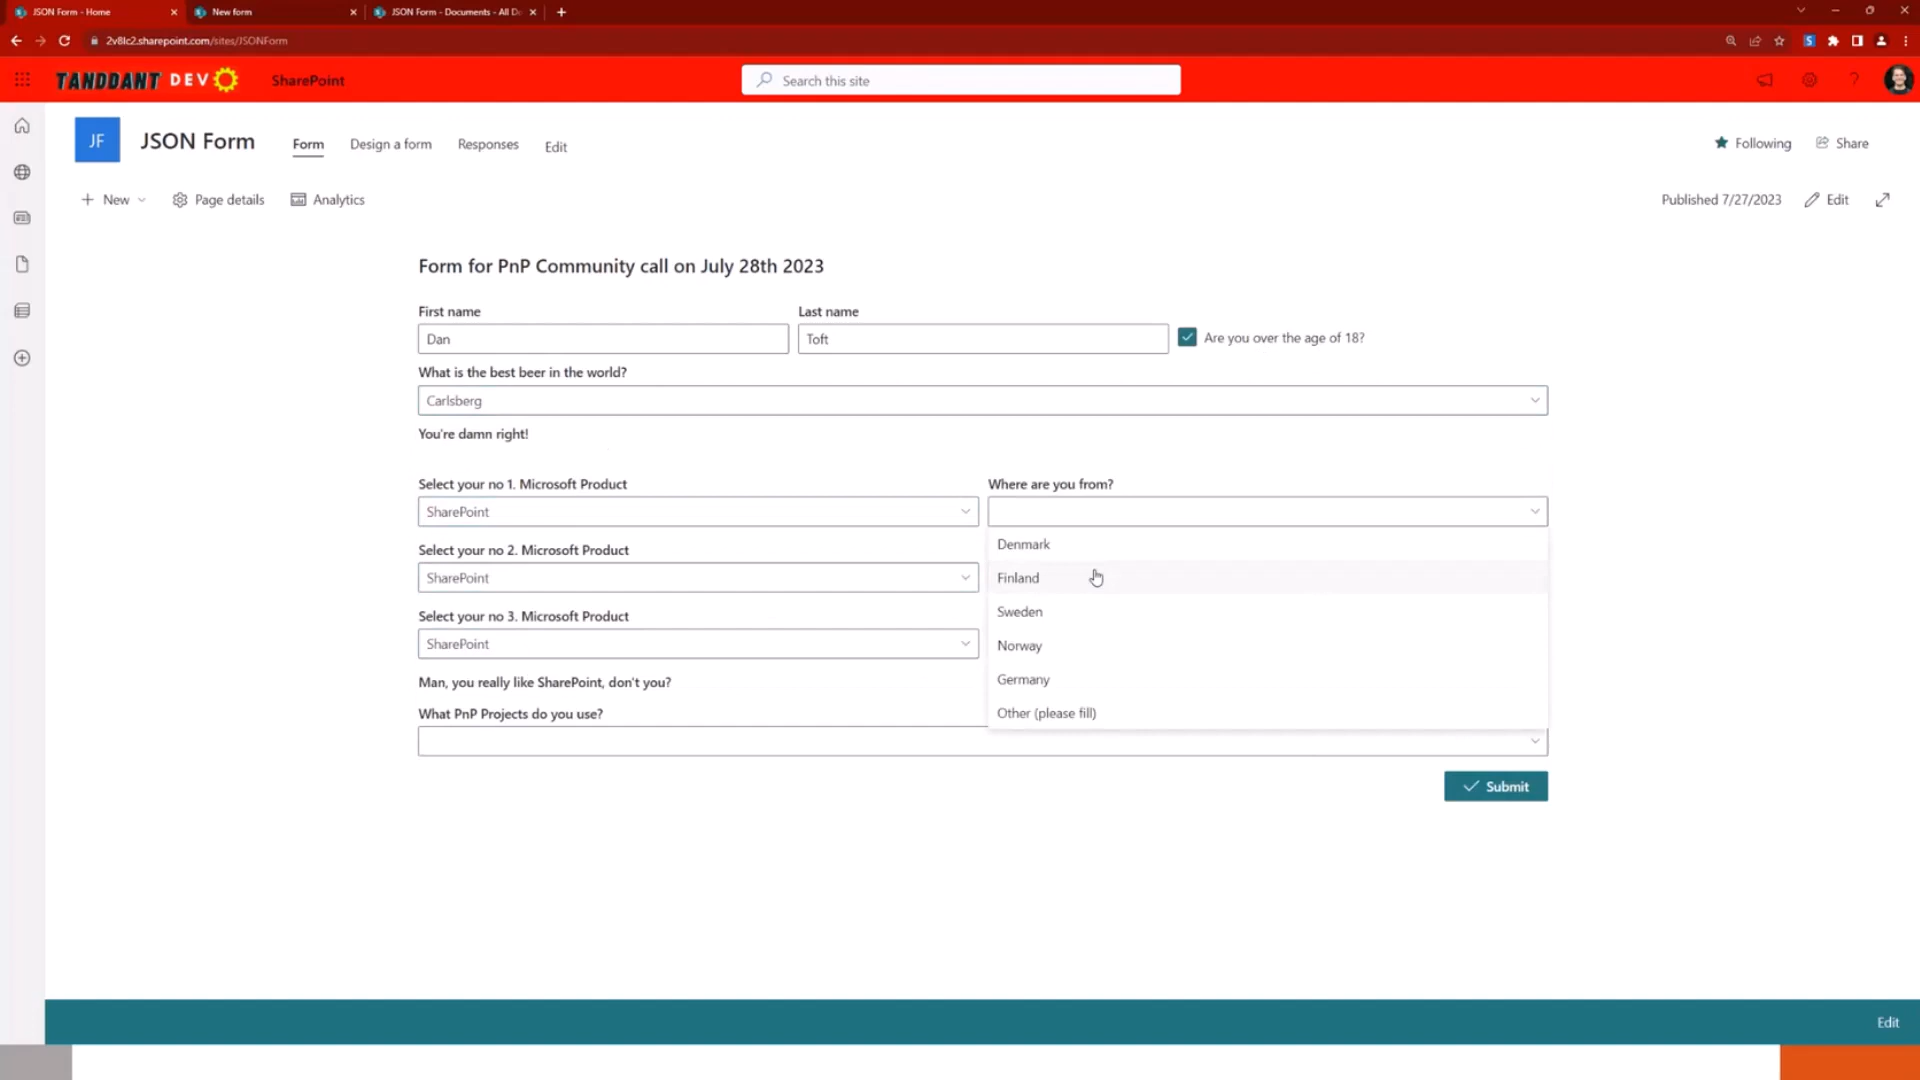 JSON Form - Home
New form
JSON Form - Documents - All Do
2v8lc2.sharepoint.com/sites/JSONForm
TANDDANT DEV
SharePoint
Search this site
JF
JSON Form
Form
Design a form
Responses
Edit
Following
Share
New
Page details
Analytics
Published 7/27/2023
Edit
Form for PnP Community call on July 28th 2023
First name
Last name
Dan
Toft
Are you over the age of 18?
What is the best beer in the world?
Carlsberg
You're damn right!
Select your no 1. Microsoft Product
Where are you from?
SharePoint
Denmark
Select your no 2. Microsoft Product
SharePoint
Finland
Sweden
Select your no 3. Microsoft Product
SharePoint
Norway
Man, you really like SharePoint, don't you?
Germany
What PnP Projects do you use?
Other (please fill)
Submit
Edit